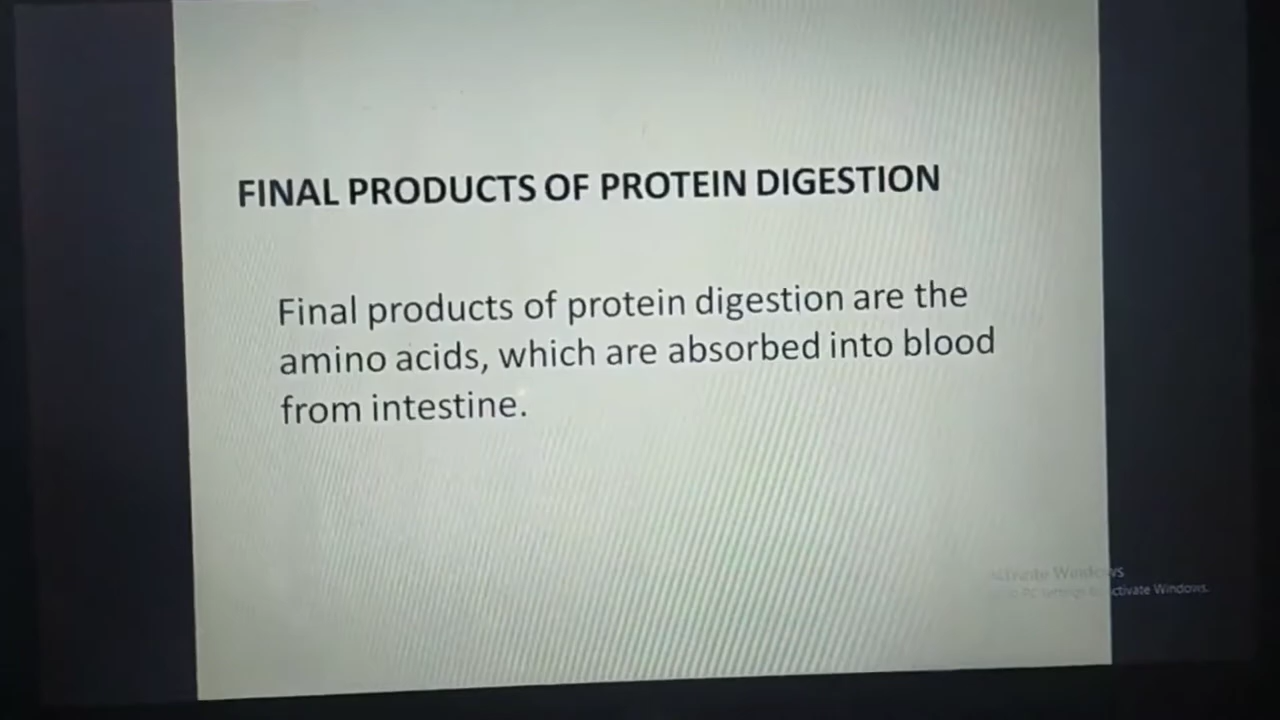 FINAL PRODUCTS OF PROTEIN DIGESTION
Final products of protein digestion are the
amino acids, which are absorbed into blood
from intestine.
Activate Windows
to PC settings to activate Windows.